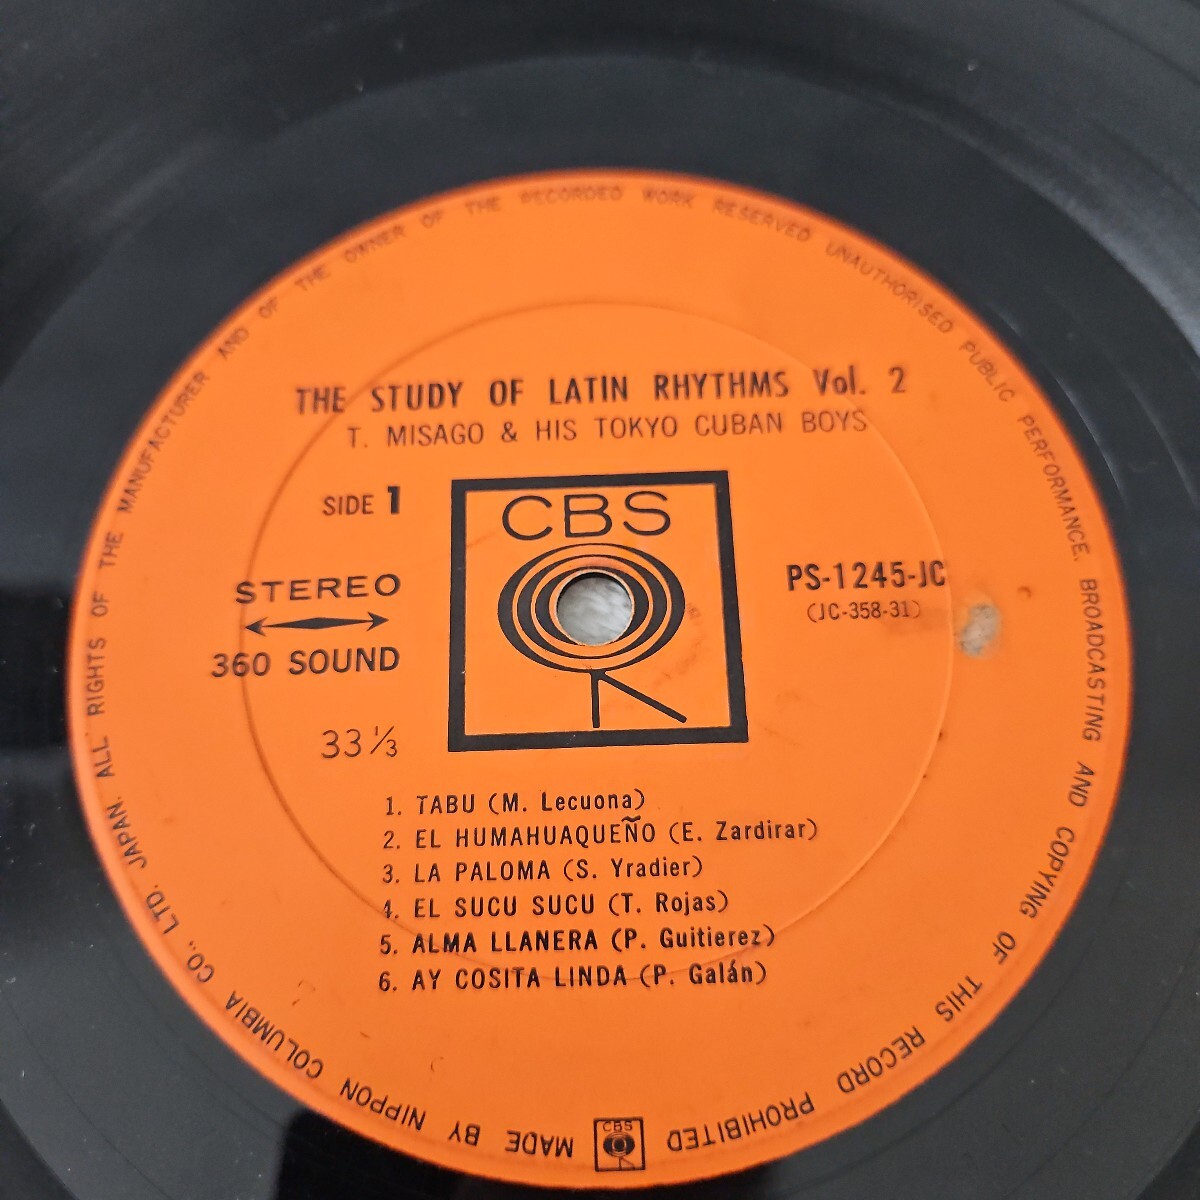 THE STUDY OF LATIN RHYTHMS Vol. 2
T. MISAGO & HIS TOKYO CUBAN BOYS
SIDE 1
CBS
STEREO
360 SOUND
33 1/3
PS-1245-JC
(JC-358-31)
1. TABU (M. Lecuona)
2. EL HUMAHUAQUEÑO (E. Zardirar)
3. LA PALOMA (S. Yradier)
4. EL SUCU SUCU (T. Rojas)
5. ALMA LLANERA (P. Guitierez)
6. AY COSITA LINDA (P. Galán)
MADE BY NIPPON COLUMBIA CO., LTD. JAPAN. ALL RIGHTS OF THE MANUFACTURER AND OF THE OWNER OF THE RECORDED WORK RESERVED UNAUTHORISED PUBLIC PERFORMANCE, BROADCASTING AND COPYING OF THIS RECORD PROHIBITED
CBS